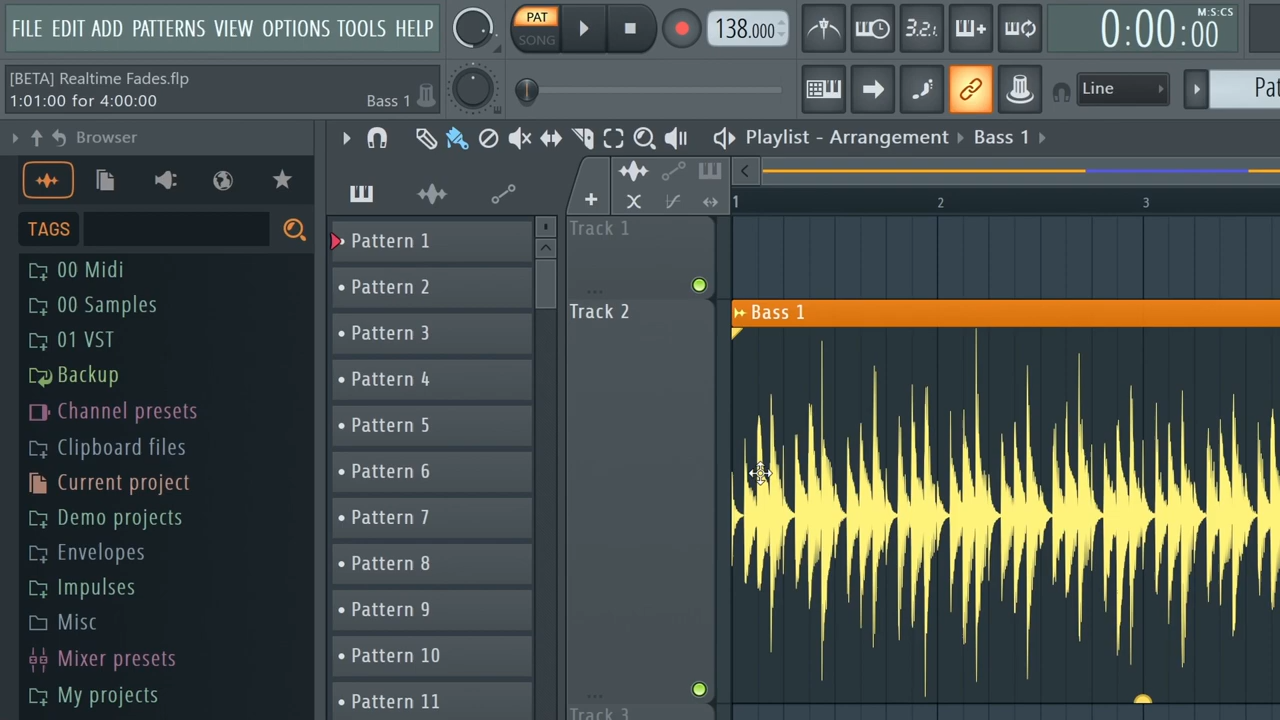 FILE EDIT ADD PATTERNS VIEW OPTIONS TOOLS HELP
PAT
SONG
138.000
3.2.
M:S:CS
0:00:00
[BETA] Realtime Fades.flp
1:01:00 for 4:00:00
Bass 1
Line
Pat
Browser
Playlist - Arrangement
Bass 1
TAGS
1
2
3
00 Midi
00 Samples
01 VST
Backup
Channel presets
Clipboard files
Current project
Demo projects
Envelopes
Impulses
Misc
Mixer presets
My projects
Pattern 1
Pattern 2
Pattern 3
Pattern 4
Pattern 5
Pattern 6
Pattern 7
Pattern 8
Pattern 9
Pattern 10
Pattern 11
Track 1
Track 2
Bass 1
Track 3